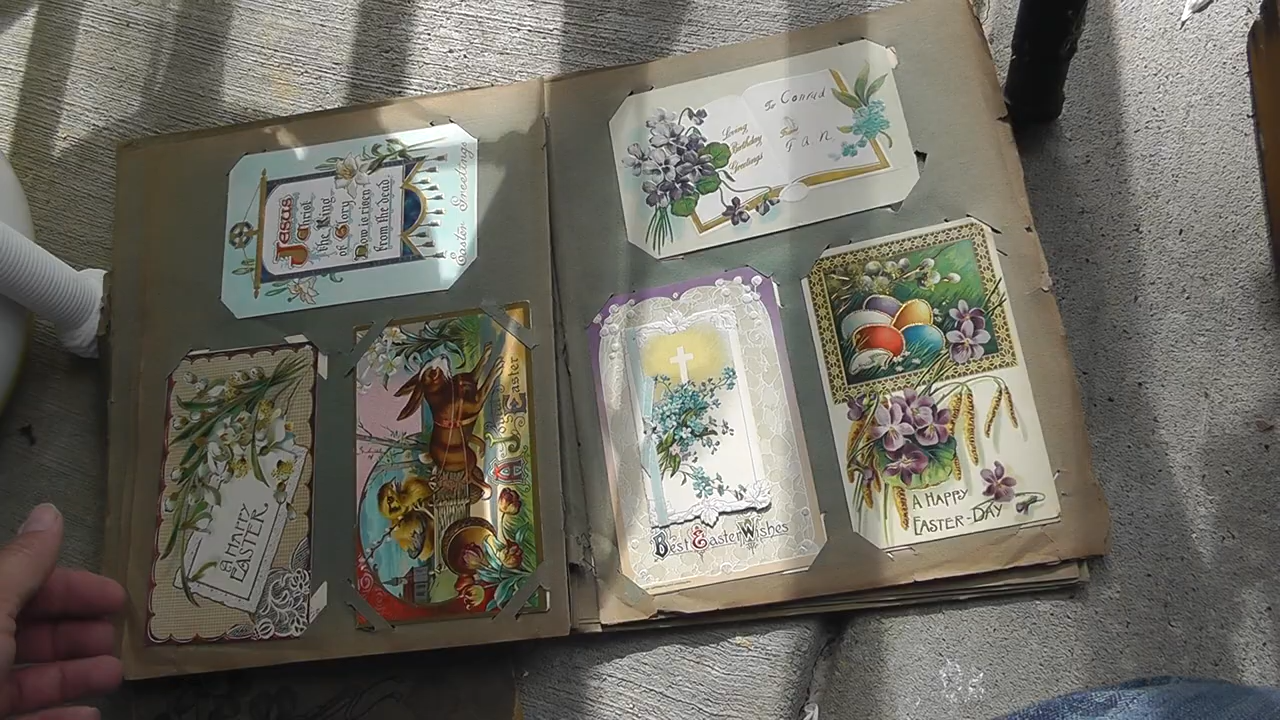 Jesus
Christ
The King
of Glory
Now is risen
from the dead
Easter Greetings
A HAPPY
EASTER
A Joyful Easter
Loving
Birthday
Greetings
To Conrad
From
Best Easter Wishes
A HAPPY
EASTER-DAY